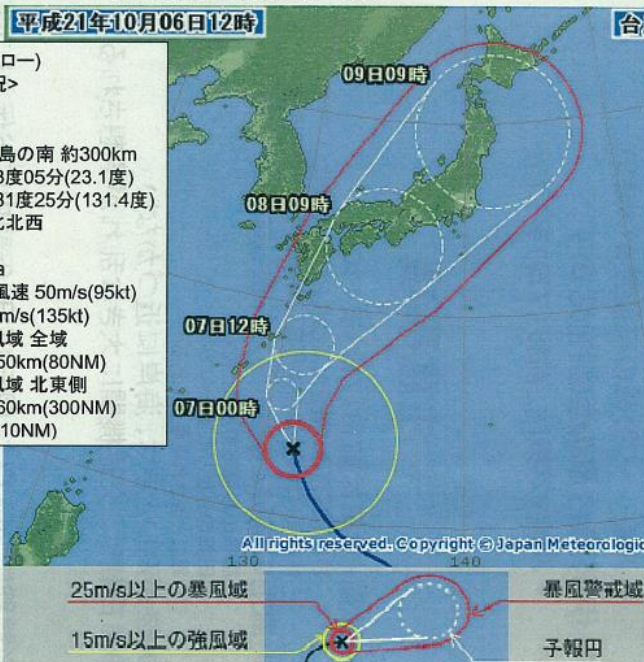 平成21年10月06日12時
台
ロー)
況>
島の南 約300km
度05分(23.1度)
31度25分(131.4度)
北西
a
風速 50m/s(95kt)
m/s(135kt)
風域 全域
50km(80NM)
風域 北東側
60km(300NM)
10NM)
09日09時
08日09時
07日12時
07日00時
130
140
All rights reserved. Copyright © Japan Meteorologic
25m/s以上の暴風域
暴風警戒域
15m/s以上の強風域
予報円